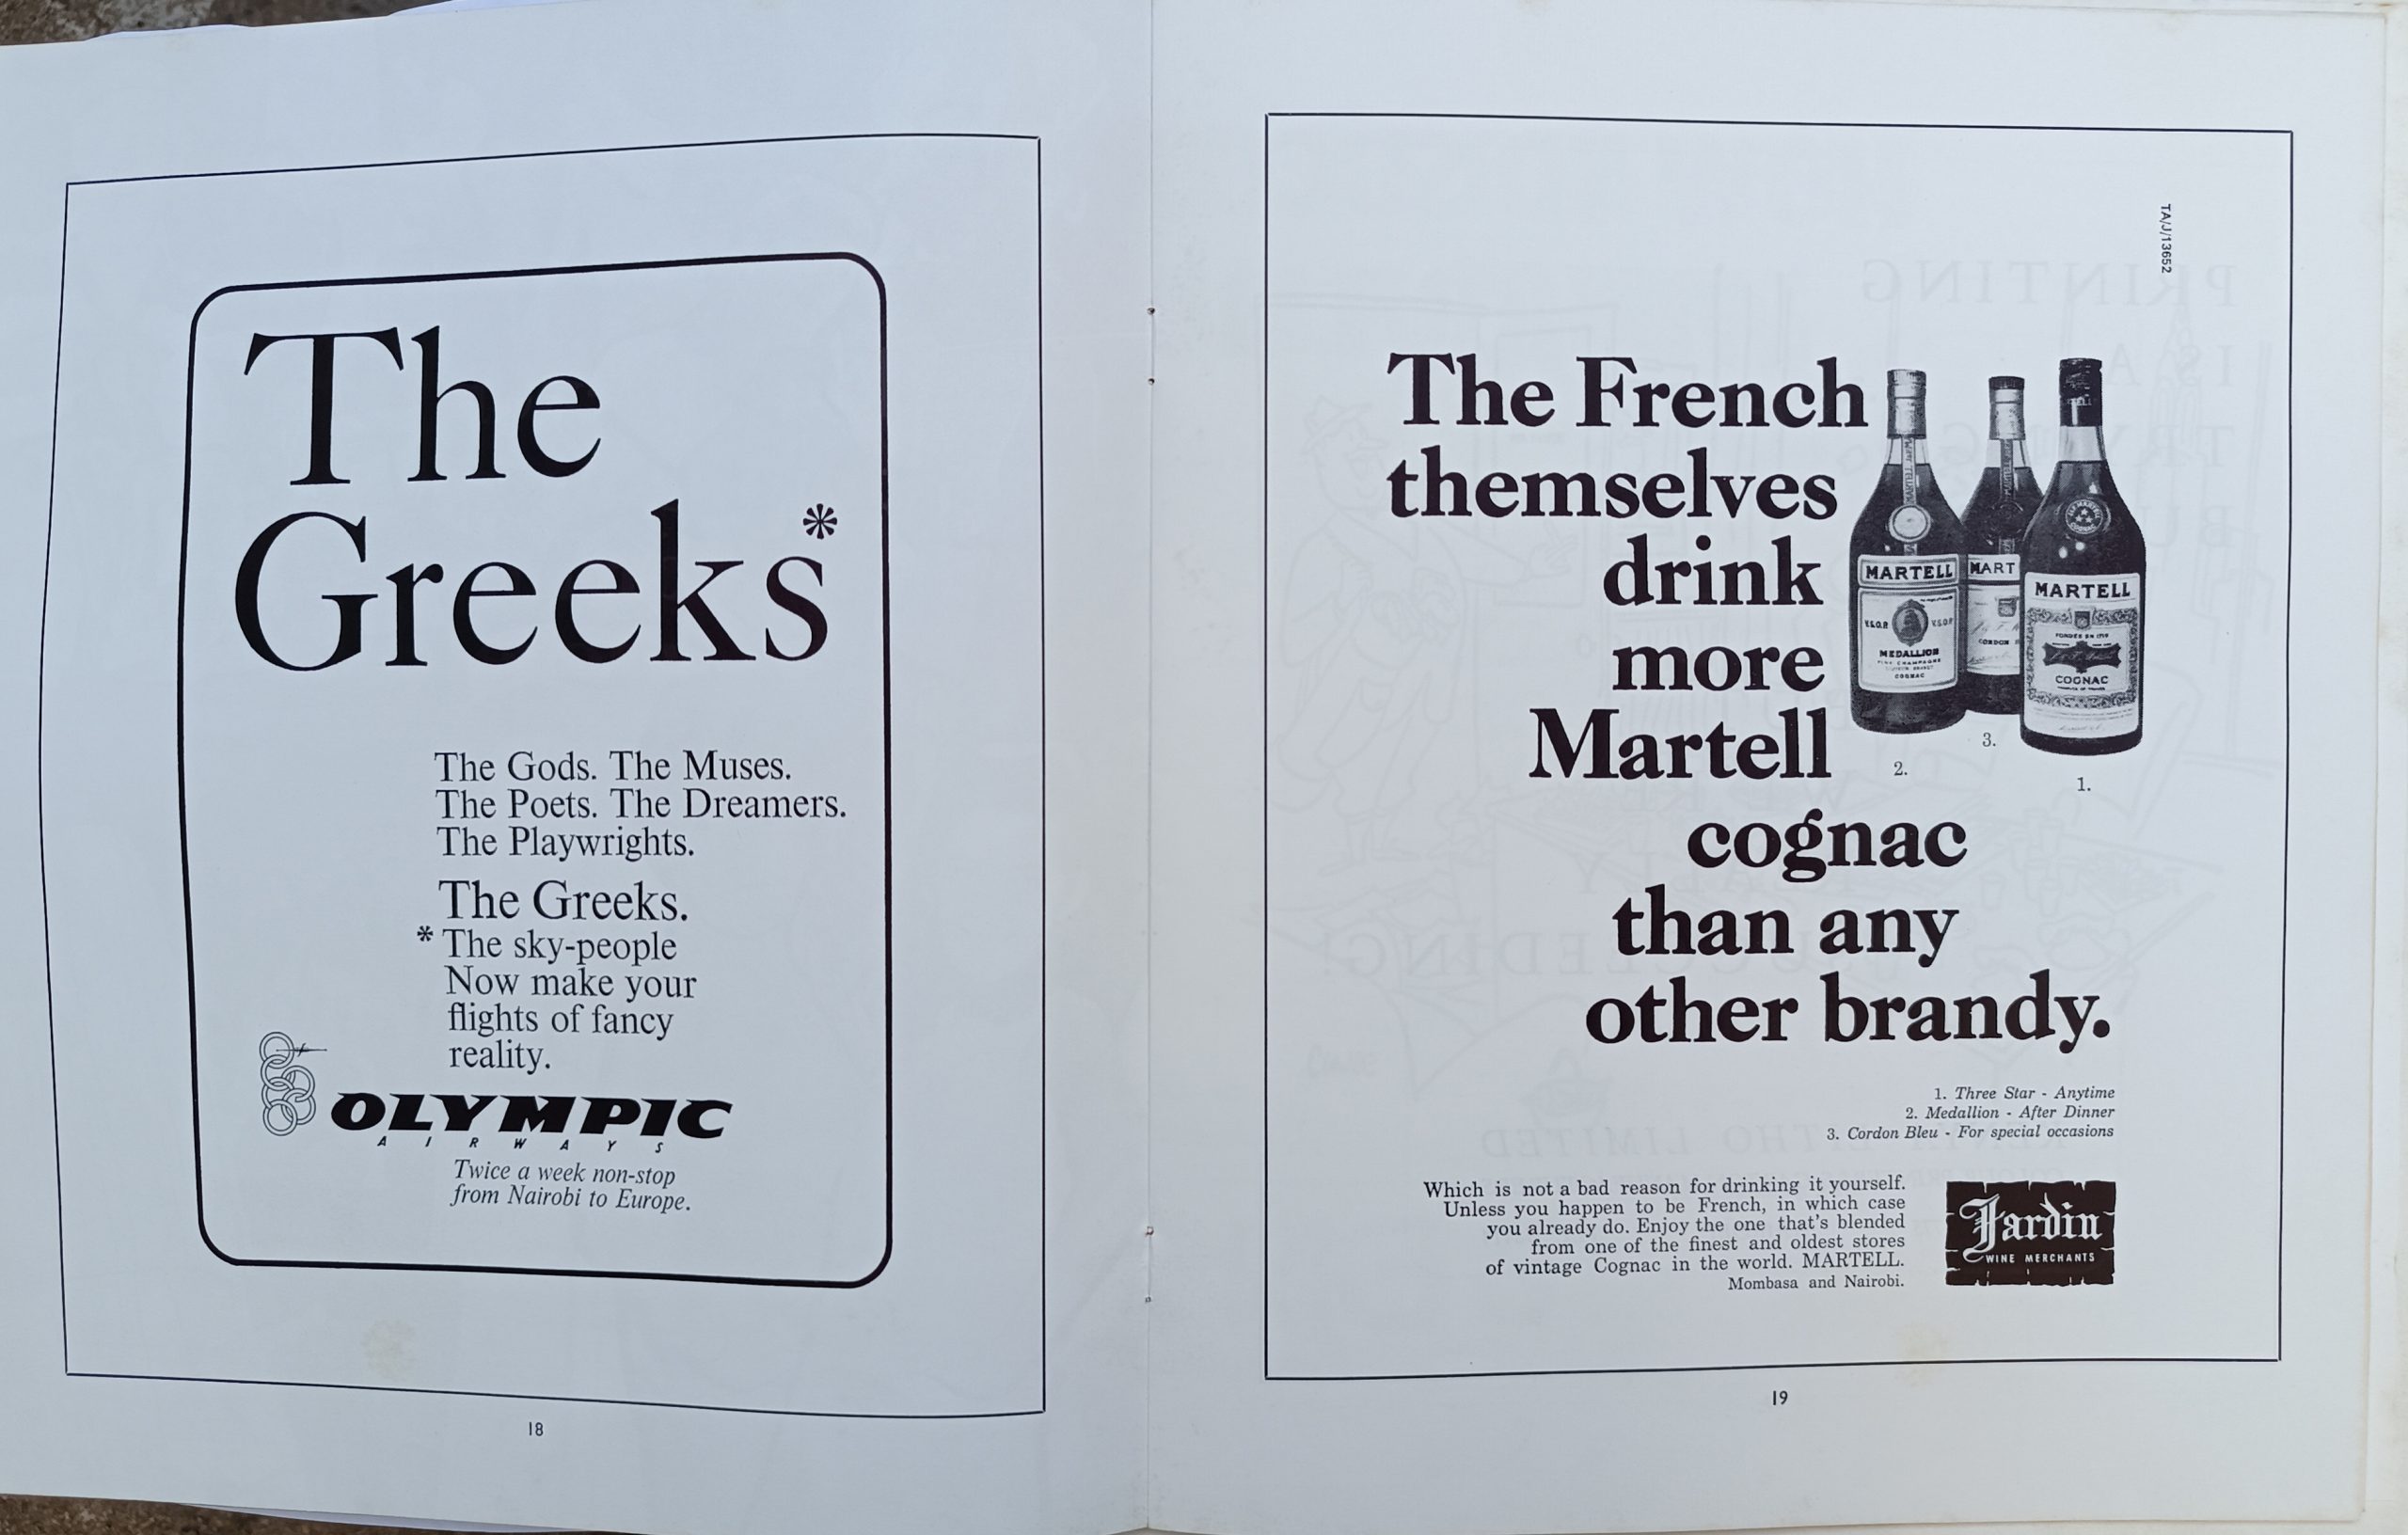 The
Greeks*
The Gods. The Muses.
The Poets. The Dreamers.
The Playwrights.
The Greeks.
* The sky-people
Now make your
flights of fancy
reality.
OLYMPIC
AIRWAYS
Twice a week non-stop
from Nairobi to Europe.
18
TA/J/13652
The French
themselves
drink
more
Martell
cognac
than any
other brandy.
MARTELL
V.S.O.P V.S.O.P
MEDALLION
COGNAC
MART
CORDON
MARTELL
FONDÉE EN 1715
COGNAC
2.
3.
1.
1. Three Star - Anytime
2. Medallion - After Dinner
3. Cordon Bleu - For special occasions
Which is not a bad reason for drinking it yourself.
Unless you happen to be French, in which case
you already do. Enjoy the one that's blended
from one of the finest and oldest stores
of vintage Cognac in the world. MARTELL.
Mombasa and Nairobi.
Jardin
WINE MERCHANTS
19